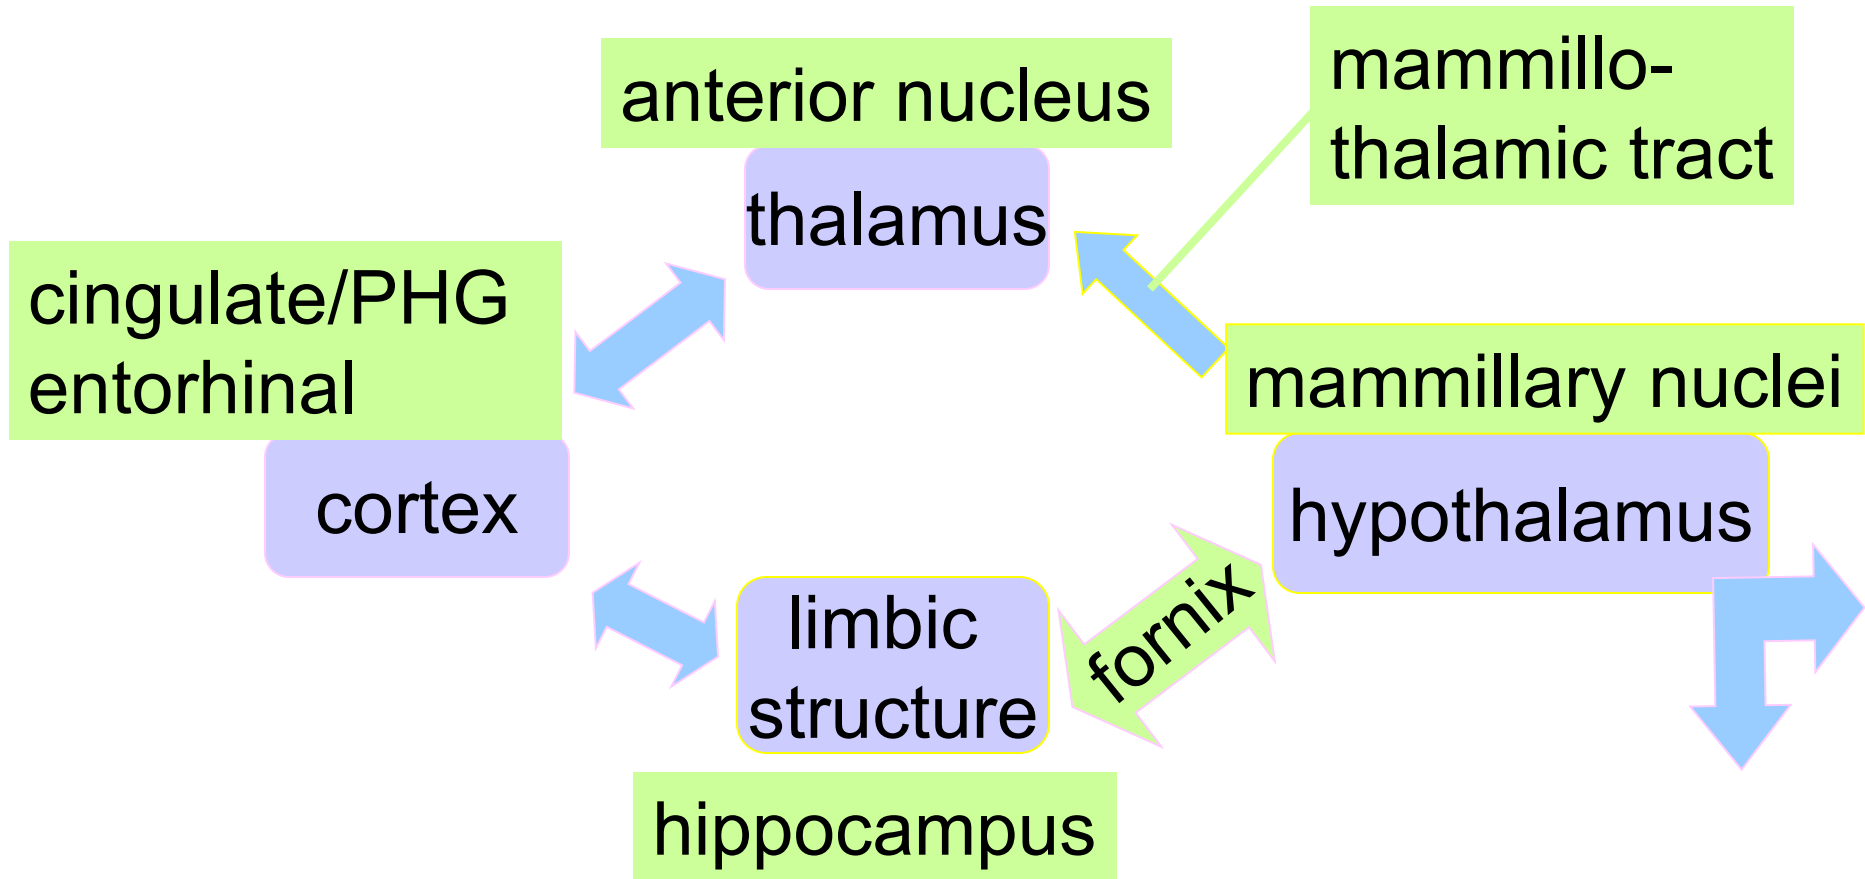 anterior nucleus
thalamus
mammillo-
thalamic tract
cingulate/PHG
entorhinal
cortex
mammillary nuclei
hypothalamus
fornix
limbic
structure
hippocampus